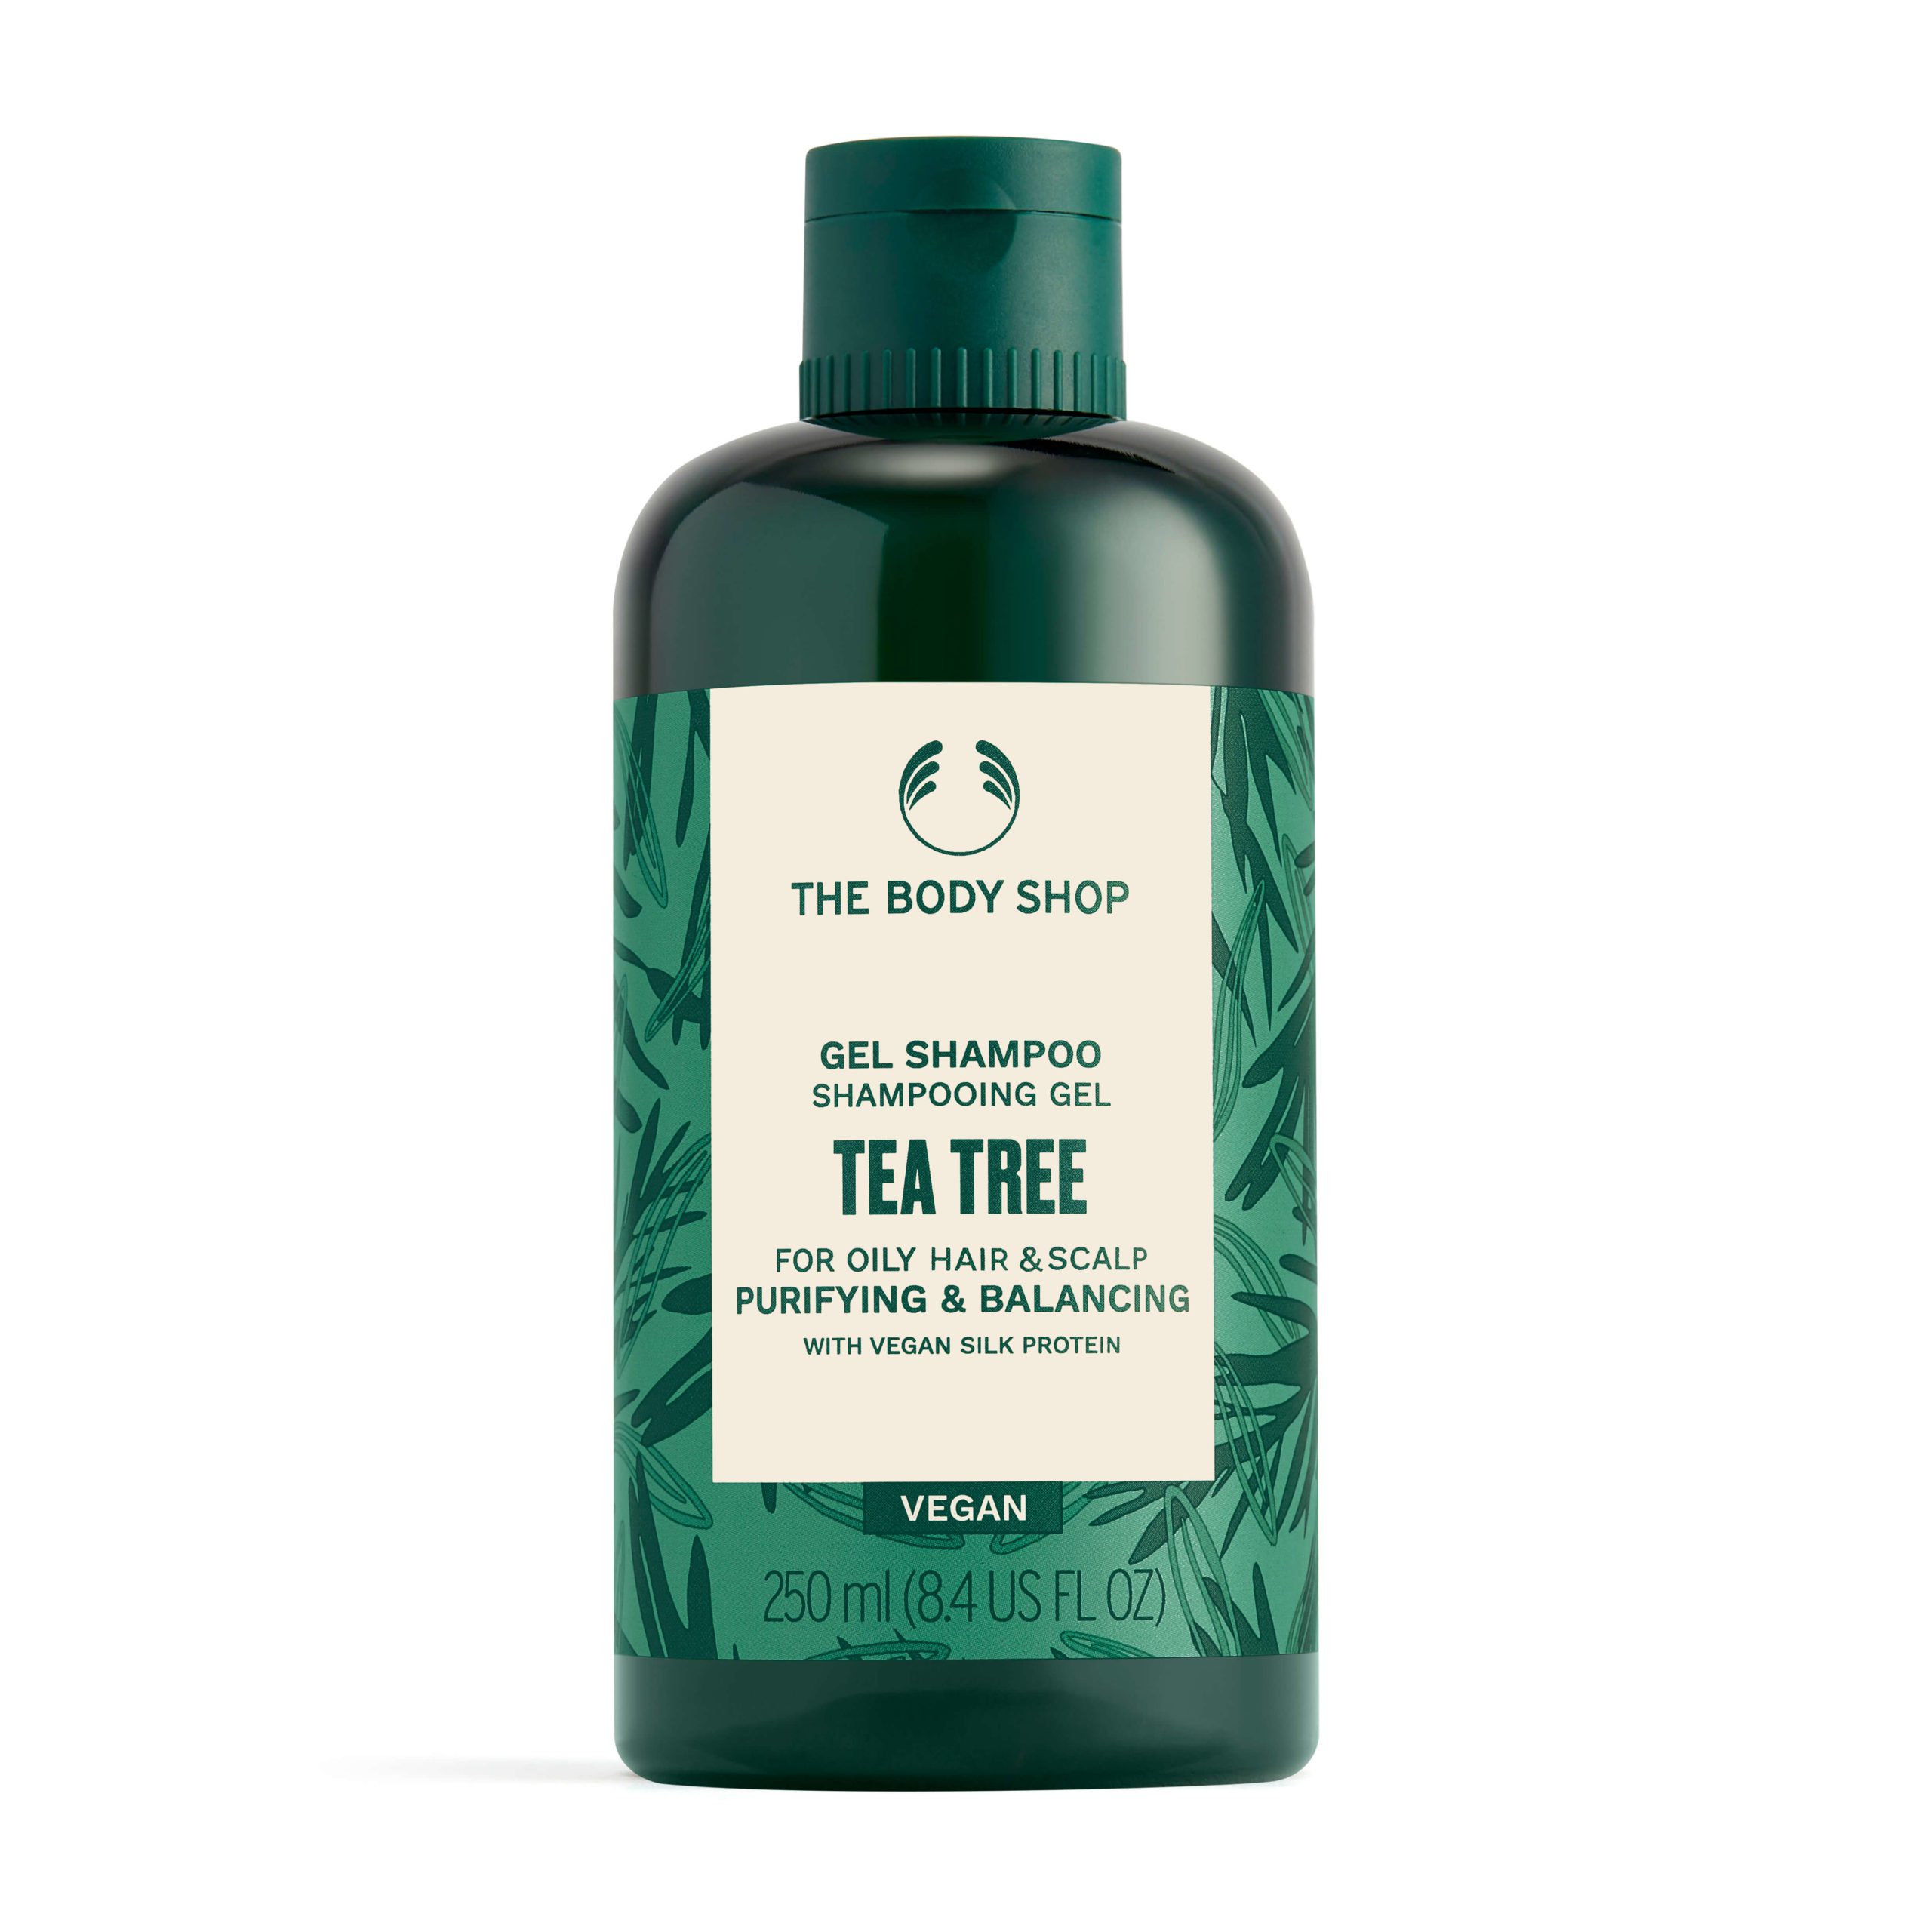 THE BODY SHOP
GEL SHAMPOO
SHAMPOOING GEL
TEA TREE
FOR OILY HAIR & SCALP
PURIFYING & BALANCING
WITH VEGAN SILK PROTEIN
VEGAN
250 ml (8.4 US FL OZ)